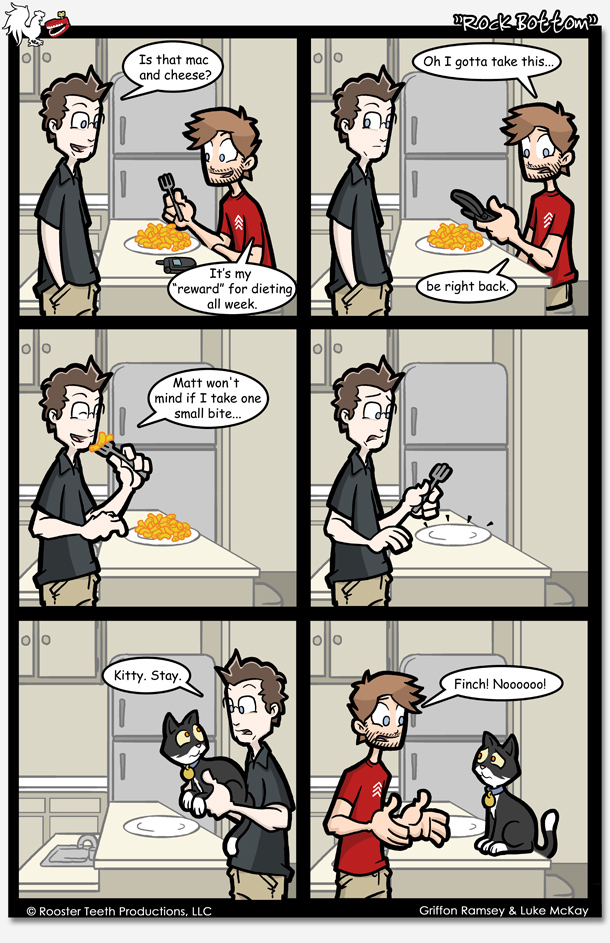 "Rock Bottom"
Is that mac
and cheese?
It's my
"reward" for dieting
all week.
Oh I gotta take this...
be right back.
Matt won't
mind if I take one
small bite...
Kitty. Stay.
Finch! Noooooo!
© Rooster Teeth Productions, LLC
Griffon Ramsey & Luke McKay